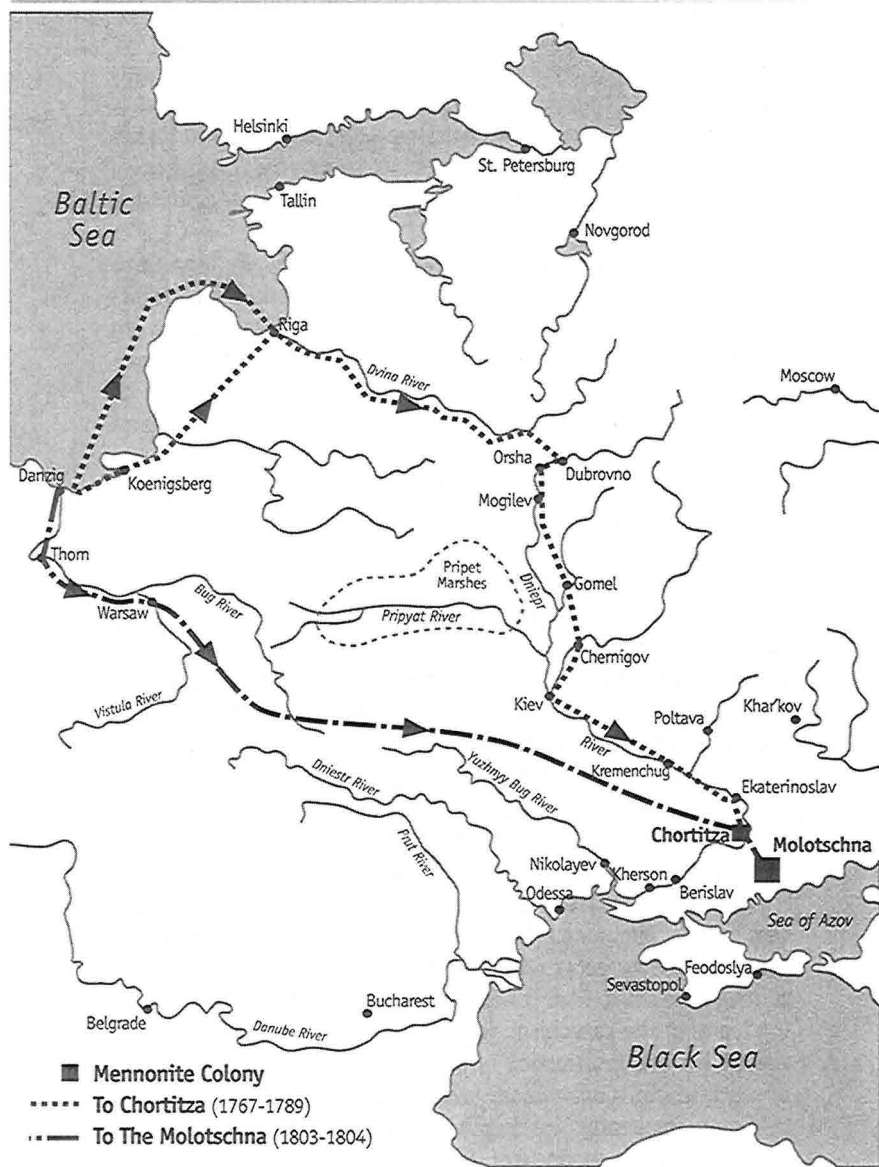 Helsinki
St. Petersburg
Tallin
Baltic
Sea
Novgorod
Riga
Dvina River
Moscow
Danzig
Koenigsberg
Orsha
Dubrovno
Mogilev
Thorn
Pripet
Marshes
Dniepr
Gomel
Warsaw
Bug River
Pripyat River
Chernigov
Vistula River
Kiev
River
Poltava
Khar'kov
Kremenchug
Dniestr River
Yuzhnyy Bug River
Ekaterinoslav
Chortitza
Molotschna
Prut River
Nikolayev
Kherson
Berislav
Odessa
Sea of Azov
Feodoslya
Sevastopol
Belgrade
Bucharest
Danube River
Black Sea
Mennonite Colony
To Chortitza (1767-1789)
To The Molotschna (1803-1804)